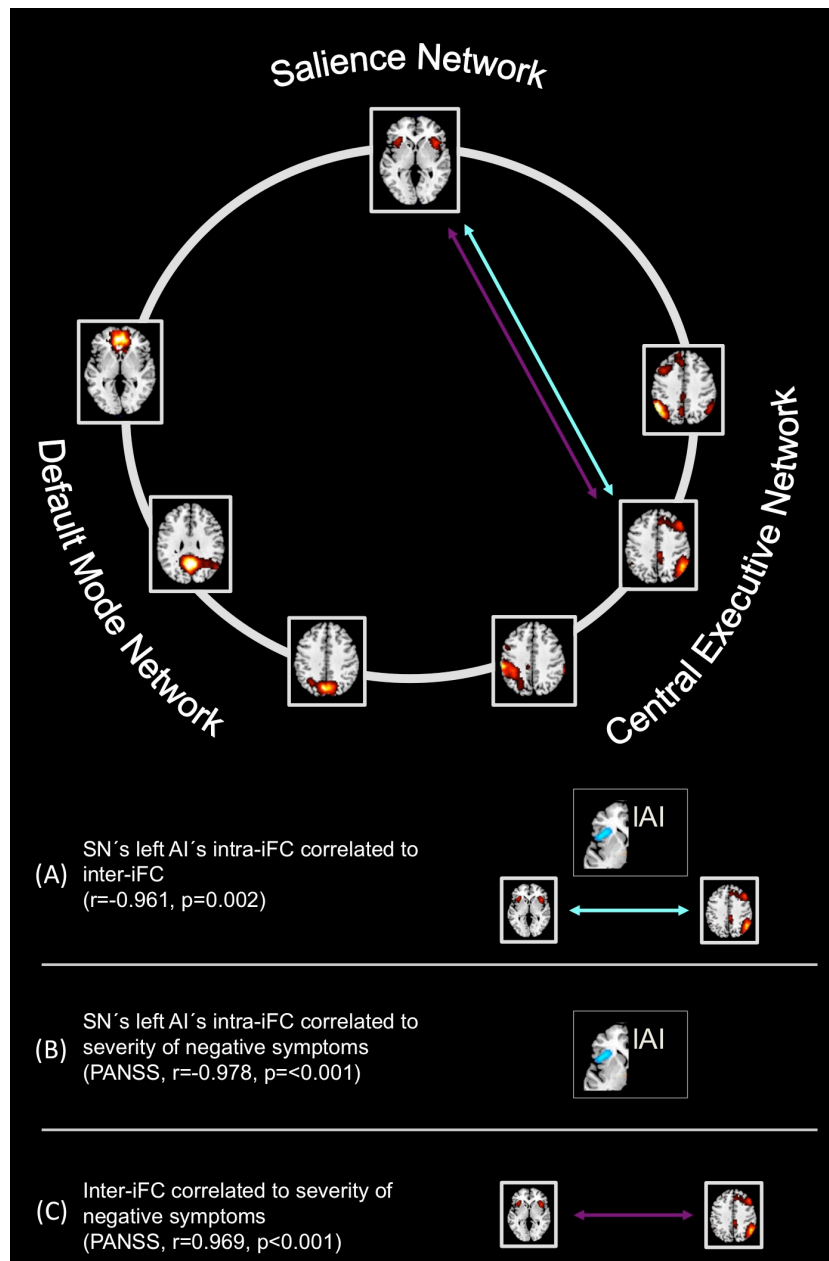 Salience Network
Default Mode Network
Central Executive Network
lAI
(A)
SN´s left AI´s intra-iFC correlated to
inter-iFC
(r=-0.961, p=0.002)
lAI
(B)
SN´s left AI´s intra-iFC correlated to
severity of negative symptoms
(PANSS, r=-0.978, p=<0.001)
(C)
Inter-iFC correlated to severity of
negative symptoms
(PANSS, r=0.969, p<0.001)